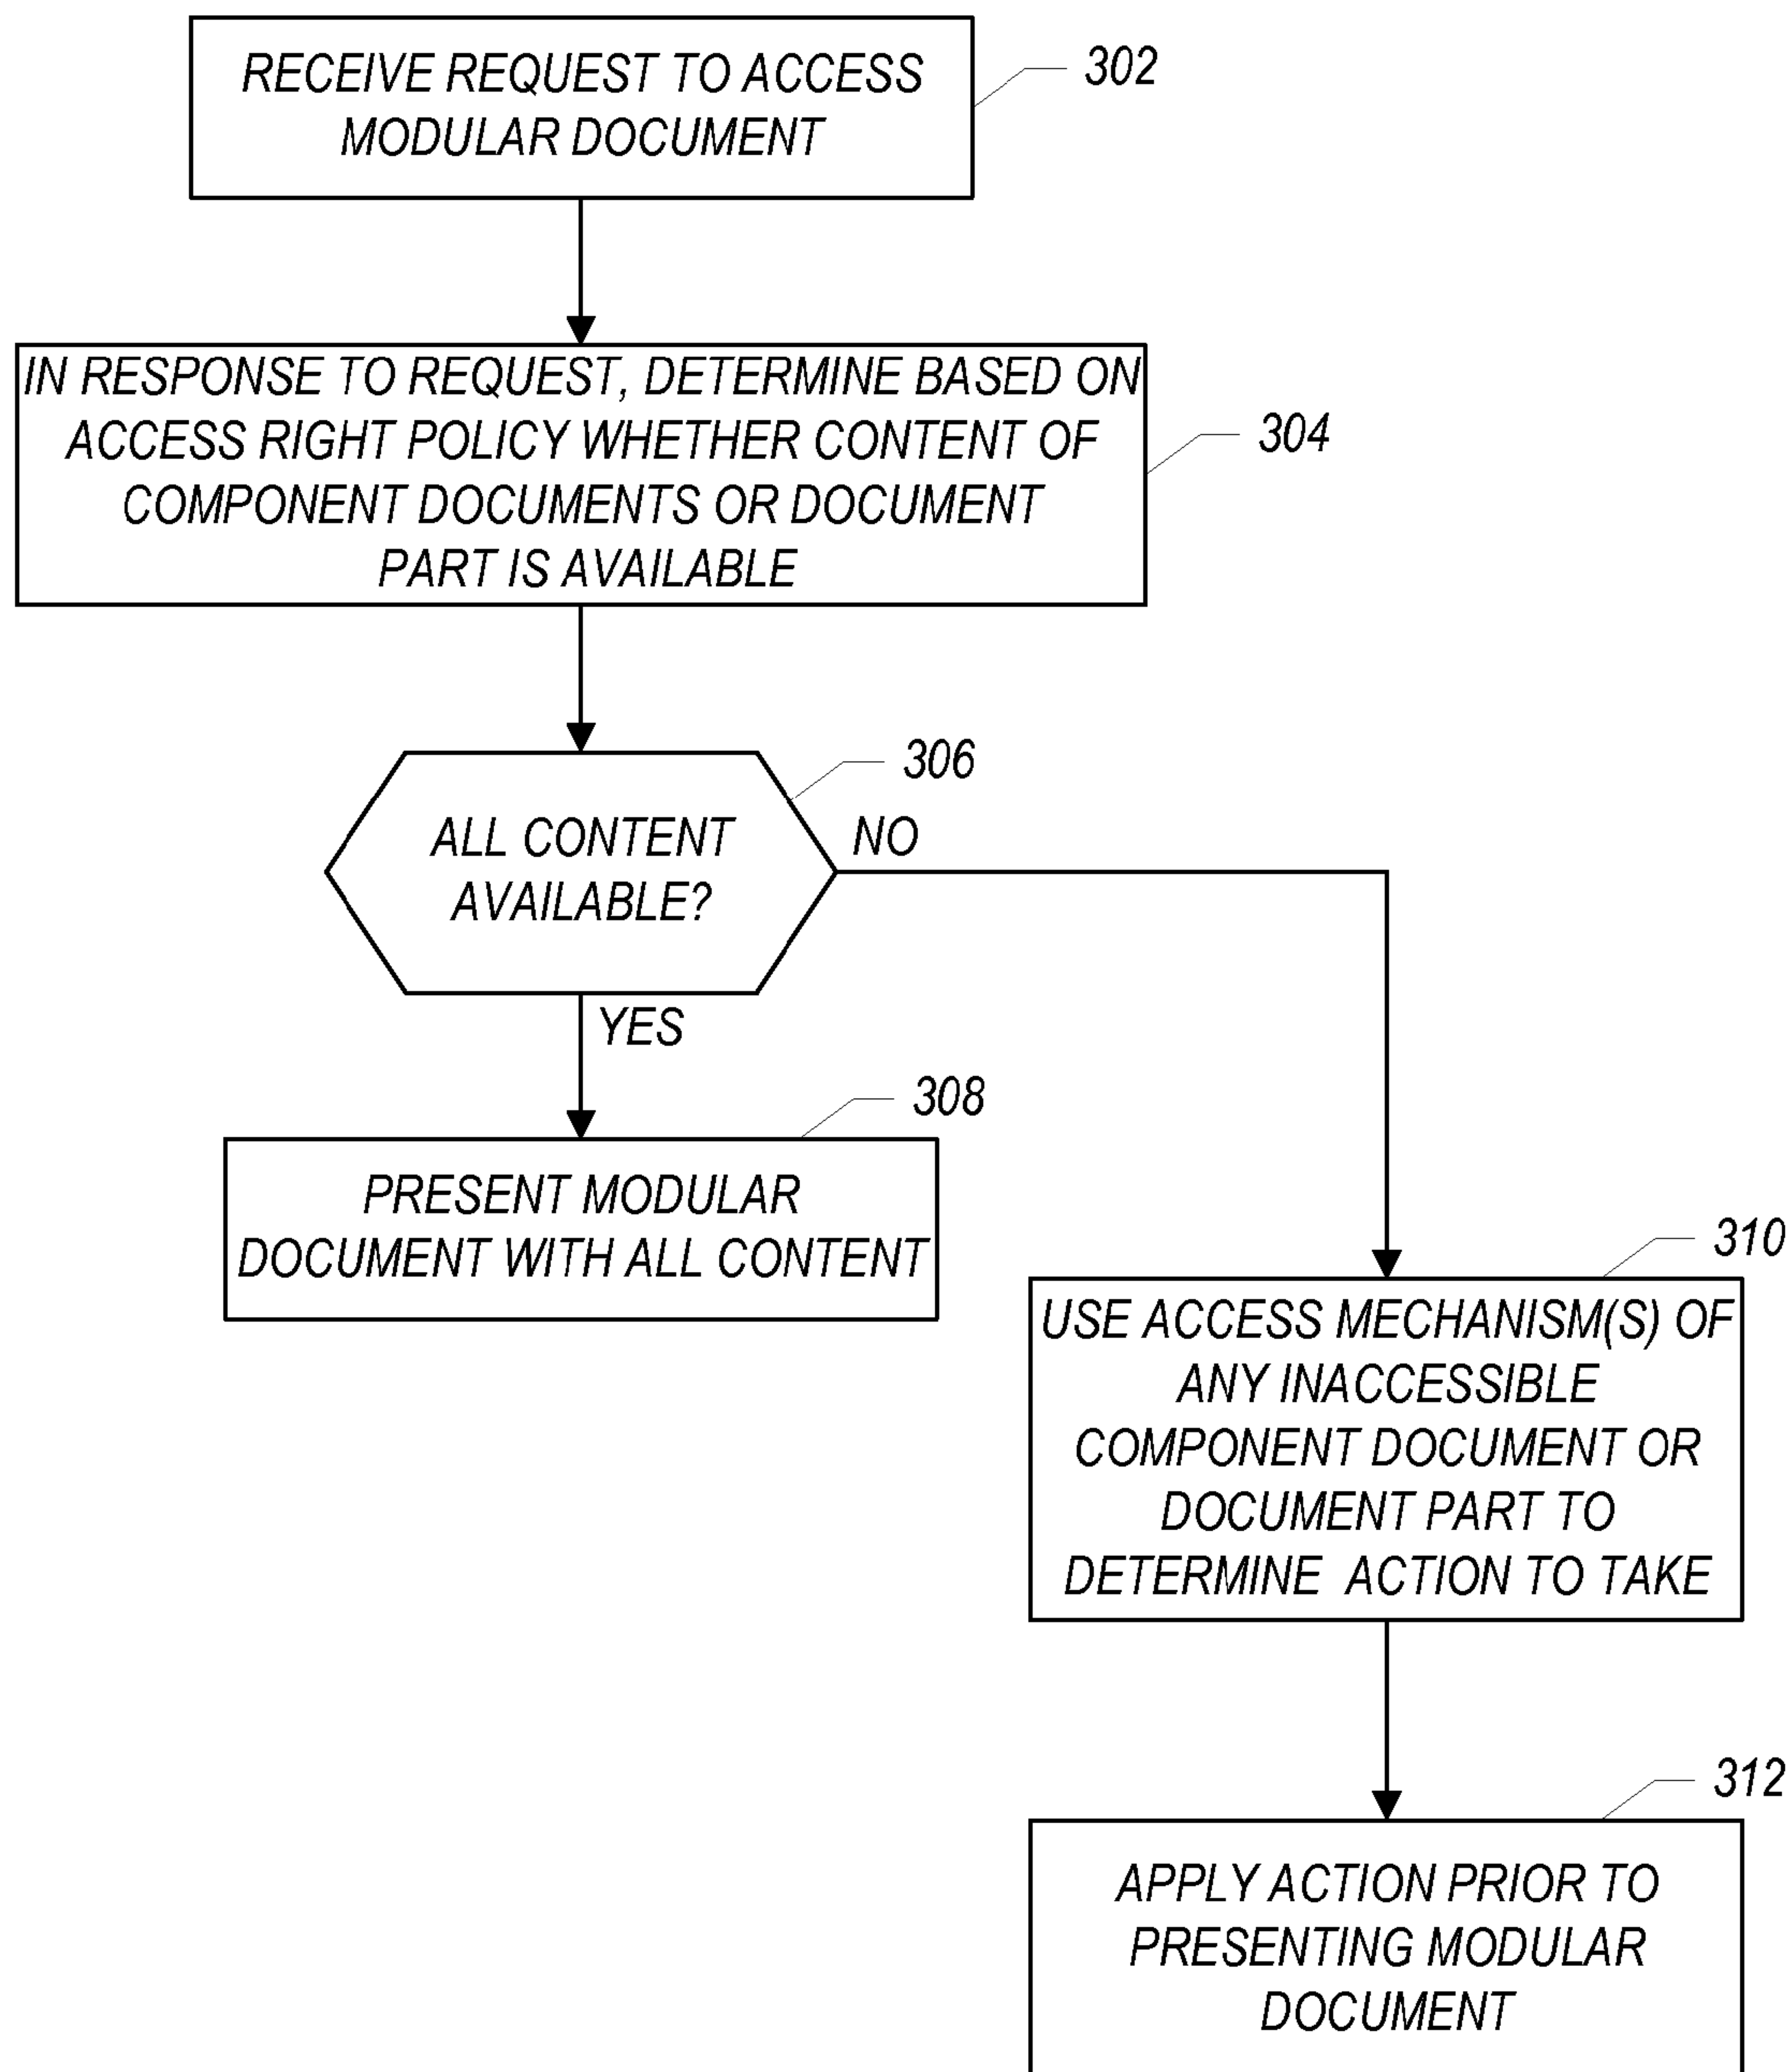 RECEIVE REQUEST TO ACCESS
MODULAR DOCUMENT
302
IN RESPONSE TO REQUEST, DETERMINE BASED ON
ACCESS RIGHT POLICY WHETHER CONTENT OF
COMPONENT DOCUMENTS OR DOCUMENT
PART IS AVAILABLE
304
306
ALL CONTENT
AVAILABLE?
NO
YES
308
PRESENT MODULAR
DOCUMENT WITH ALL CONTENT
310
USE ACCESS MECHANISM(S) OF
ANY INACCESSIBLE
COMPONENT DOCUMENT OR
DOCUMENT PART TO
DETERMINE ACTION TO TAKE
312
APPLY ACTION PRIOR TO
PRESENTING MODULAR
DOCUMENT